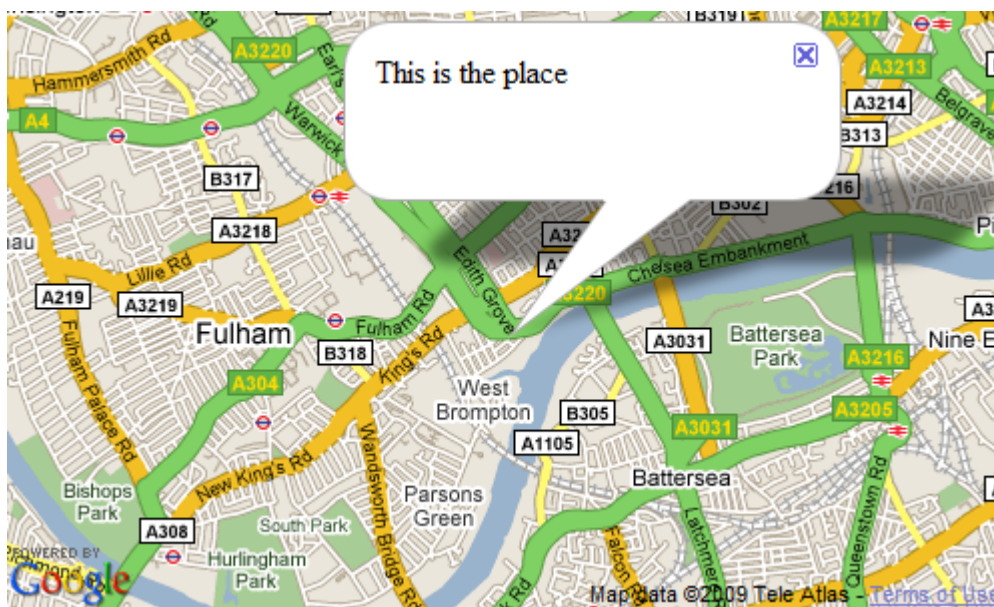 This is the place
A3220
Hammersmith Rd
A4
Earl's
Warwick
B3191
A3217
A3213
A3214
B313
Belgrave
B317
A3218
Lillie Rd
A219
A3219
Fulham
Fulham Rd
Fulham Palace Rd
B318
A304
King's Rd
Edith Grove
A3220
Chelsea Embankment
B302
A3031
Battersea
Park
A3216
Nine E
West
Brompton
B305
A1105
A3031
A3205
Battersea
New King's Rd
Wandsworth Bridge Rd
Bishops
Park
A308
South Park
Parsons
Green
Hurlingham
Park
Falcon Rd
Latchmere
Queenstown Rd
POWERED BY
Google
Map data ©2009 Tele Atlas - Terms of Use